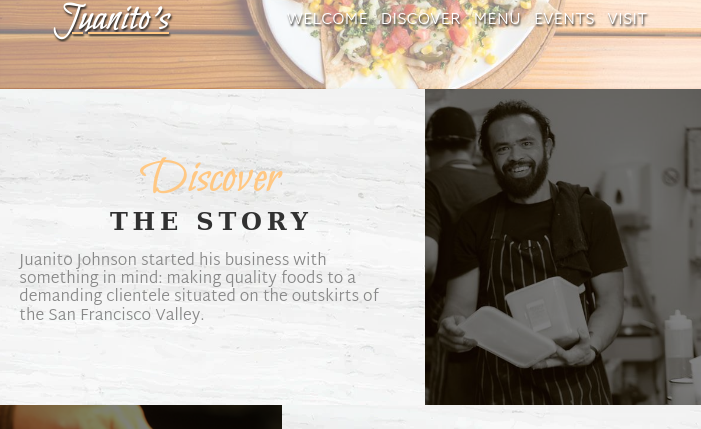 Juanito's
WELCOME DISCOVER MENU EVENTS VISIT
Discover
THE STORY
Juanito Johnson started his business with
something in mind: making quality foods to a
demanding clientele situated on the outskirts of
the San Francisco Valley.